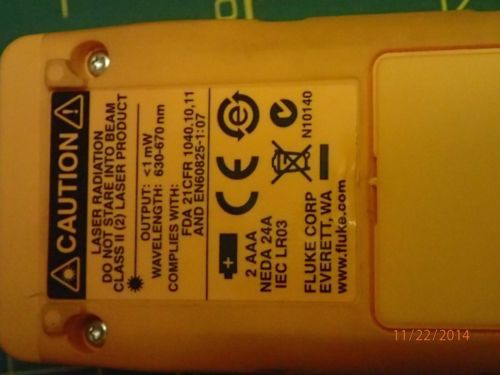 CAUTION
LASER RADIATION
DO NOT STARE INTO BEAM
CLASS II (2) LASER PRODUCT
OUTPUT: <1 mW
WAVELENGTH: 630-670 nm
COMPLIES WITH:
FDA 21CFR 1040,10,11
AND EN60825-1:07
CE
N10140
2 AAA
NEDA 24A
IEC LR03
FLUKE CORP
EVERETT, WA
www.fluke.com
11/22/2014